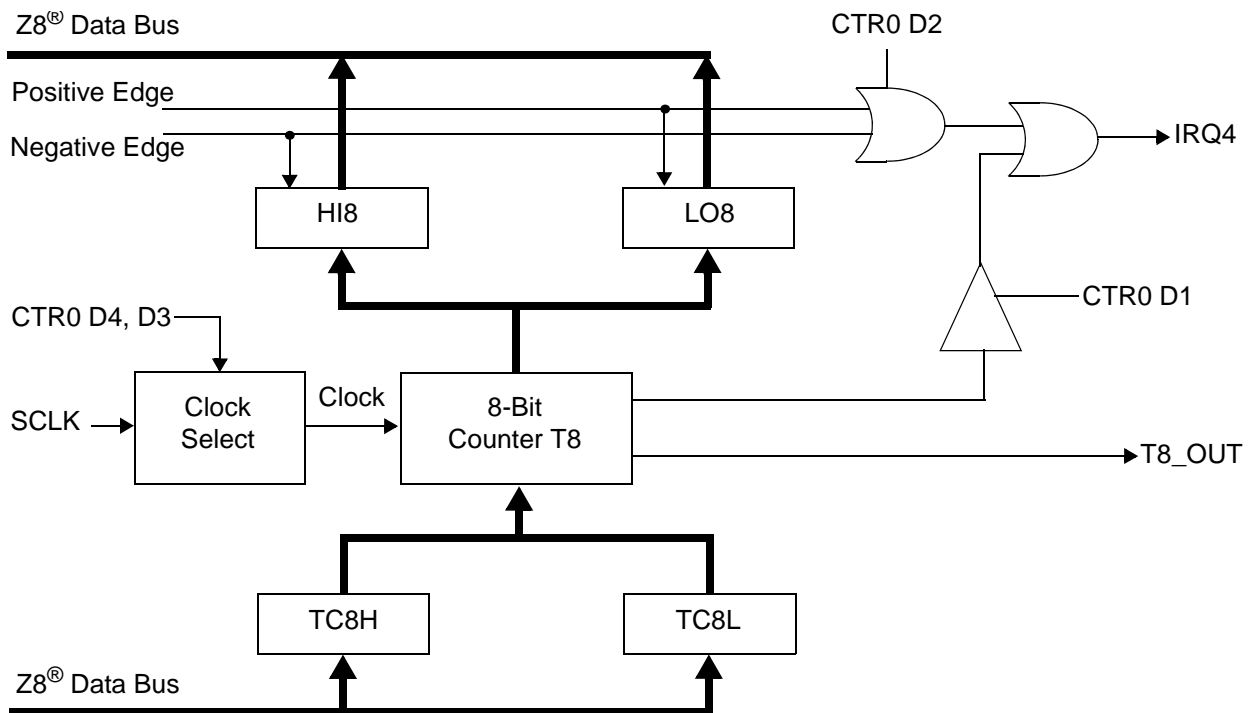 Z8® Data Bus
CTR0 D2
Positive Edge
Negative Edge
IRQ4
HI8
LO8
CTR0 D1
CTR0 D4, D3
SCLK
Clock
Select
Clock
8-Bit
Counter T8
T8_OUT
TC8H
TC8L
Z8® Data Bus